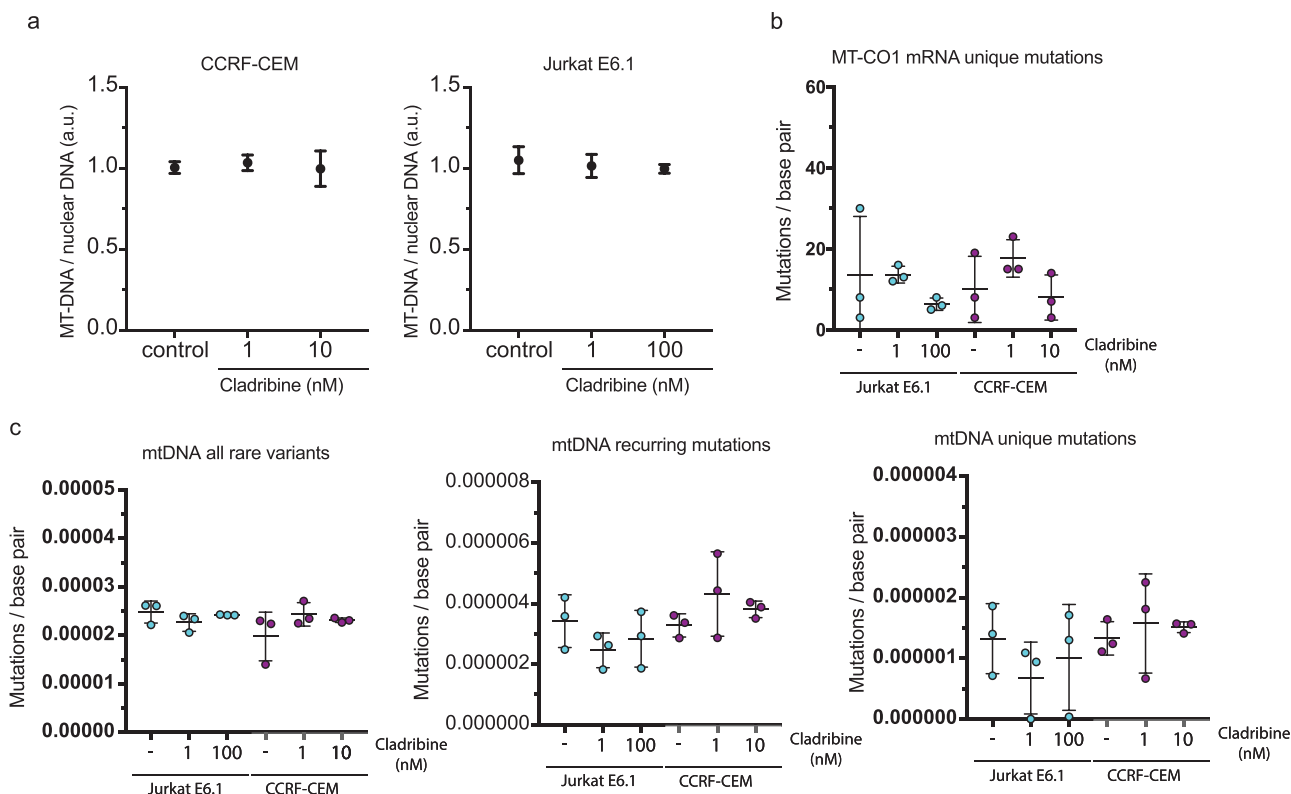 a
CCRF-CEM
MT-DNA / nuclear DNA (a.u.)
1.5
1.0
0.5
0.0
control 1 10
Cladribine (nM)
Jurkat E6.1
MT-DNA / nuclear DNA (a.u.)
1.5
1.0
0.5
0.0
control 1 100
Cladribine (nM)
b
MT-CO1 mRNA unique mutations
Mutations / base pair
60
40
20
0
- 1 100 - 1 10
Cladribine
(nM)
Jurkat E6.1 CCRF-CEM
c
mtDNA all rare variants
Mutations / base pair
0.00005
0.00004
0.00003
0.00002
0.00001
0.00000
- 1 100 - 1 10
Cladribine
(nM)
Jurkat E6.1 CCRF-CEM
mtDNA recurring mutations
Mutations / base pair
0.000008
0.000006
0.000004
0.000002
0.000000
- 1 100 - 1 10
Cladribine
(nM)
Jurkat E6.1 CCRF-CEM
mtDNA unique mutations
Mutations / base pair
0.000004
0.000003
0.000002
0.000001
0.000000
- 1 100 - 1 10
Cladribine
(nM)
Jurkat E6.1 CCRF-CEM